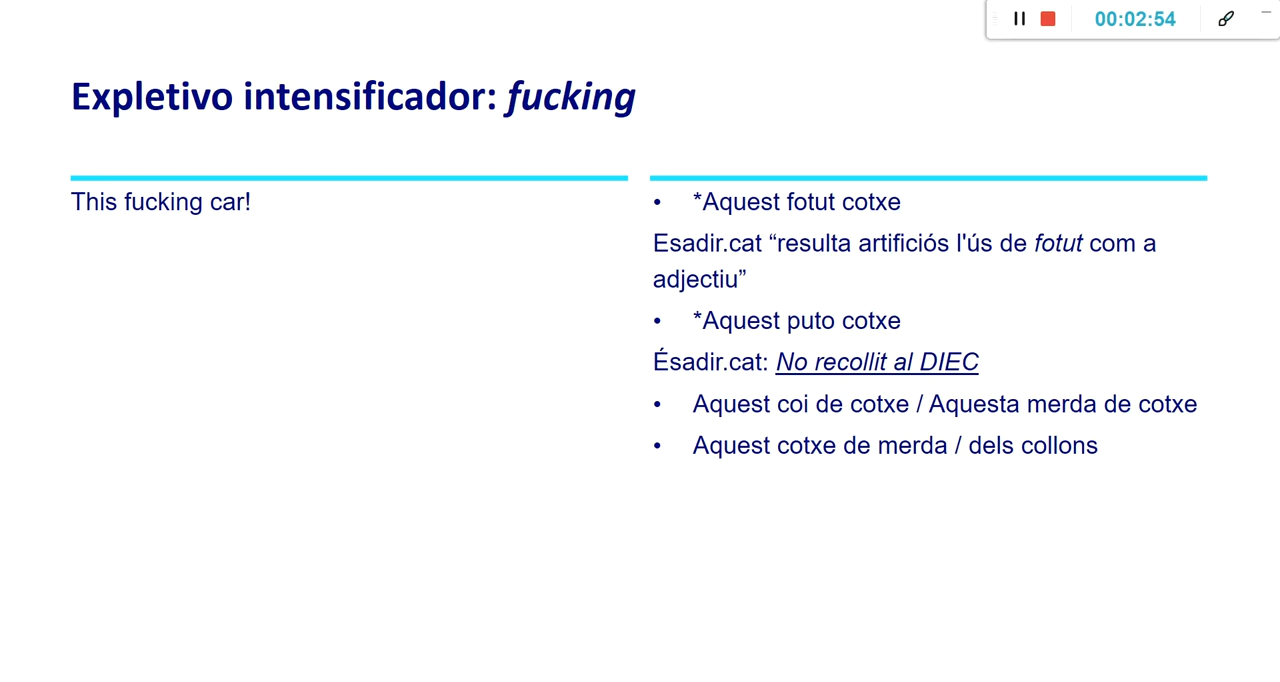 00:02:54
Expletivo intensificador: fucking
This fucking car!
• *Aquest fotut cotxe
Esadir.cat “resulta artificiós l'ús de fotut com a
adjectiu”
• *Aquest puto cotxe
Ésadir.cat: No recollit al DIEC
• Aquest coi de cotxe / Aquesta merda de cotxe
• Aquest cotxe de merda / dels collons